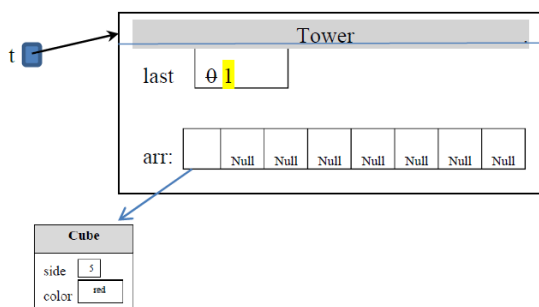 Tower
t
last 0 1
arr: Null Null Null Null Null Null Null
Cube
side 5
color red